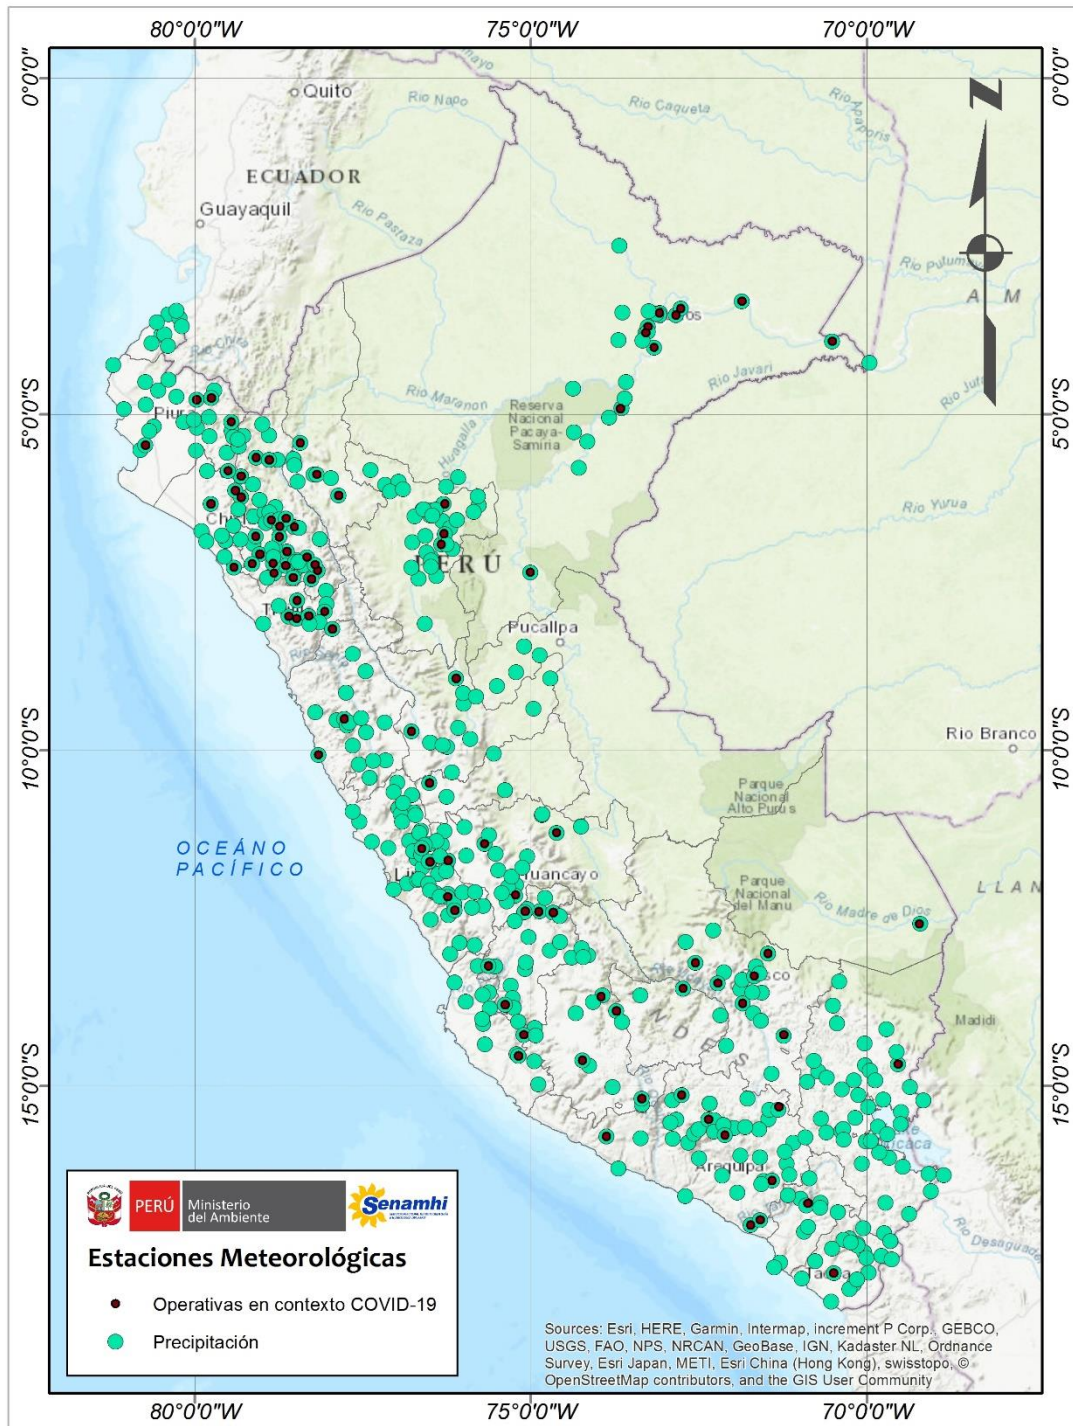 80°0'0"W
75°0'0"W
70°0'0"W
0°0'0"
0°0'0"
Quito
Rio Napo
Rio Caqueta
Rio Apaporis
N
ECUADOR
Guayaquil
Rio Pastaza
Rio Putumay
A M
Rio Chira
Rio Javari
Rio Maranon
5°0'0"S
5°0'0"S
Piura
Reserva
Nacional
Pacaya-
Samiria
Huagalla
Rio Yurua
PERÚ
Pucallpa
10°0'0"S
10°0'0"S
Rio Branco
Parque
Nacional
Alto Purus
OCEÁNO
PACÍFICO
Huancayo
Parque
Nacional
del Manu
LLAN
Rio Madre de Dios
NDES
Madidi
15°0'0"S
15°0'0"S
Arequipa
Rio Desaguade
PERÚ
Ministerio
del Ambiente
Senamhi
Estaciones Meteorológicas
Operativas en contexto COVID-19
Precipitación
Sources: Esri, HERE, Garmin, Intermap, increment P Corp., GEBCO,
USGS, FAO, NPS, NRCAN, GeoBase, IGN, Kadaster NL, Ordnance
Survey, Esri Japan, METI, Esri China (Hong Kong), swisstopo, ©
OpenStreetMap contributors, and the GIS User Community
80°0'0"W
75°0'0"W
70°0'0"W